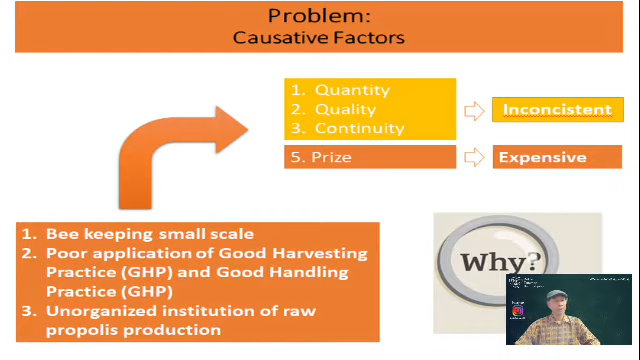 Problem:
Causative Factors
1. Quantity
2. Quality
3. Continuity
Inconsistent
5. Prize
Expensive
1. Bee keeping small scale
2. Poor application of Good Harvesting
Practice (GHP) and Good Handling
Practice (GHP)
3. Unorganized institution of raw
propolis production
Why?